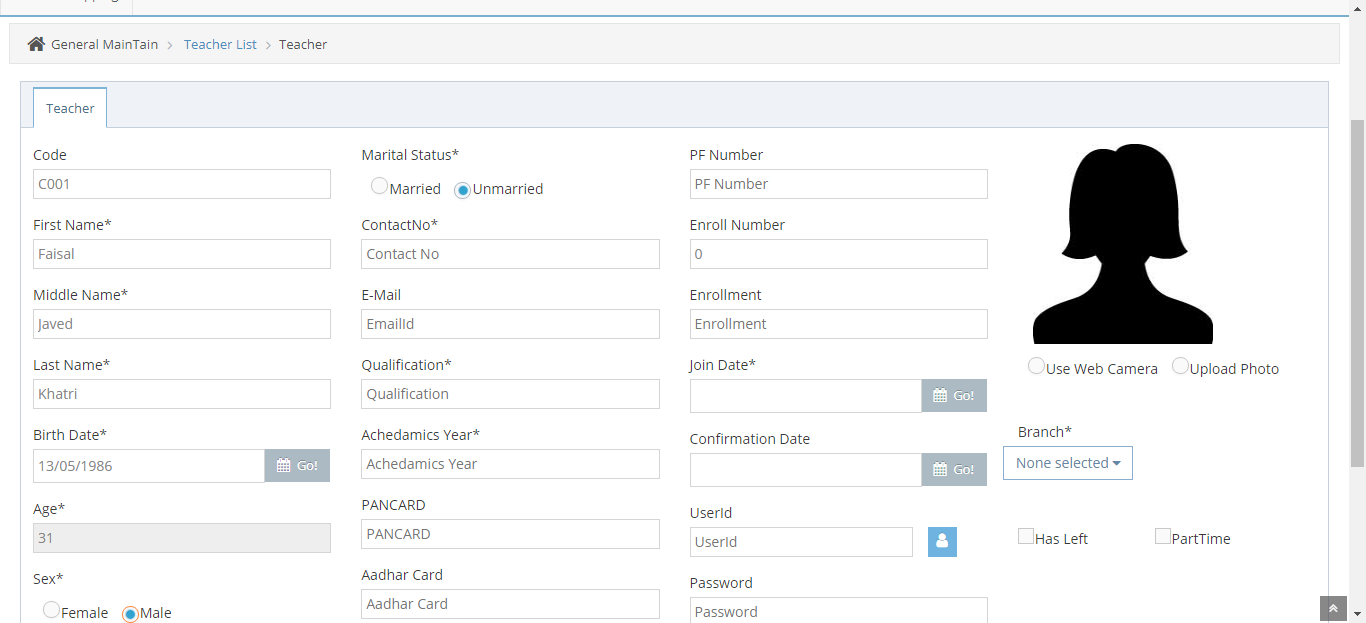 General MainTain > Teacher List > Teacher
Teacher
Code
C001
First Name*
Faisal
Middle Name*
Javed
Last Name*
Khatri
Birth Date*
13/05/1986 Go!
Age*
31
Sex*
Female Male
Marital Status*
Married Unmarried
ContactNo*
Contact No
E-Mail
EmailId
Qualification*
Qualification
Achedamics Year*
Achedamics Year
PANCARD
PANCARD
Aadhar Card
Aadhar Card
PF Number
PF Number
Enroll Number
0
Enrollment
Enrollment
Join Date*
Go!
Confirmation Date
Go!
UserId
UserId
Password
Password
Use Web Camera Upload Photo
Branch*
None selected
Has Left PartTime